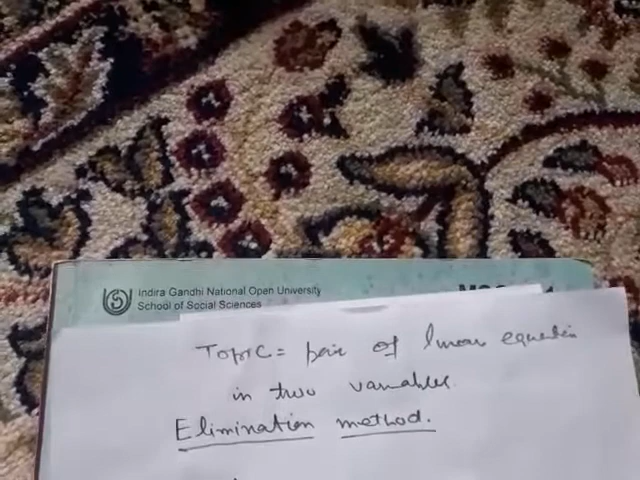 Indira Gandhi National Open University
School of Social Sciences
Topic = pair of linear equation
in two variables.
Elimination method.